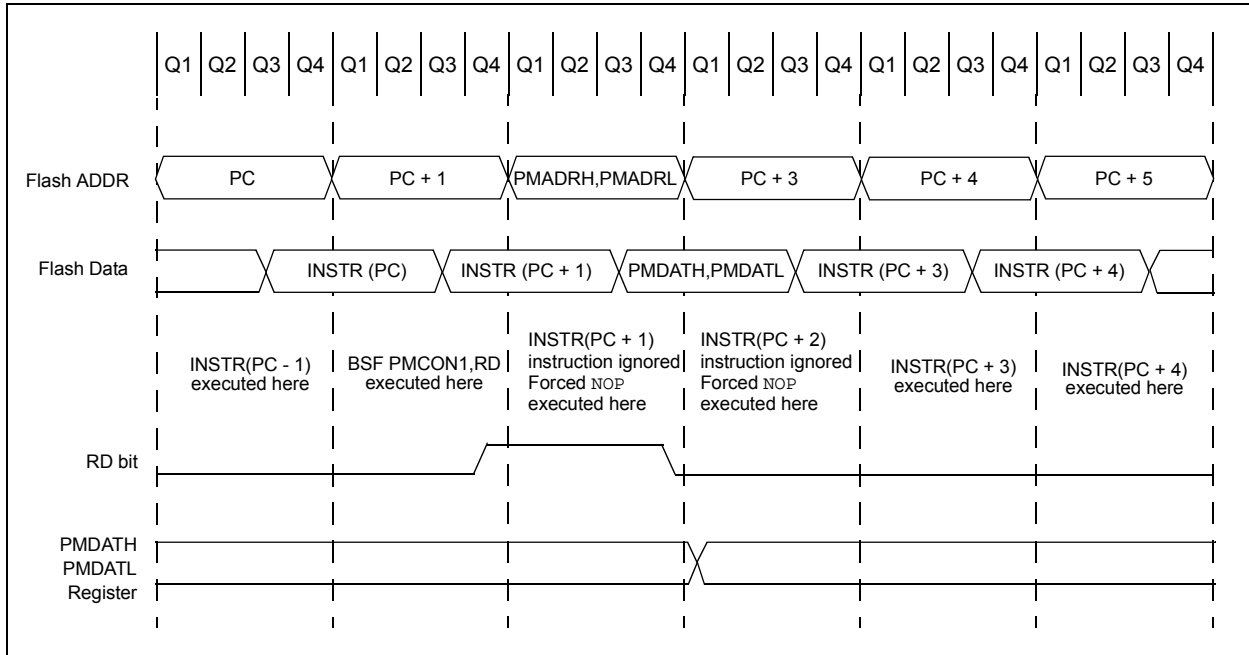 Q1 Q2 Q3 Q4 Q1 Q2 Q3 Q4 Q1 Q2 Q3 Q4 Q1 Q2 Q3 Q4 Q1 Q2 Q3 Q4 Q1 Q2 Q3 Q4
Flash ADDR PC PC + 1 PMADRH,PMADRL PC + 3 PC + 4 PC + 5
Flash Data INSTR (PC) INSTR (PC + 1) PMDATH,PMDATL INSTR (PC + 3) INSTR (PC + 4)
INSTR(PC - 1)
executed here
BSF PMCON1,RD
executed here
INSTR(PC + 1)
instruction ignored
Forced NOP
executed here
INSTR(PC + 2)
instruction ignored
Forced NOP
executed here
INSTR(PC + 3)
executed here
INSTR(PC + 4)
executed here
RD bit
PMDATH
PMDATL
Register